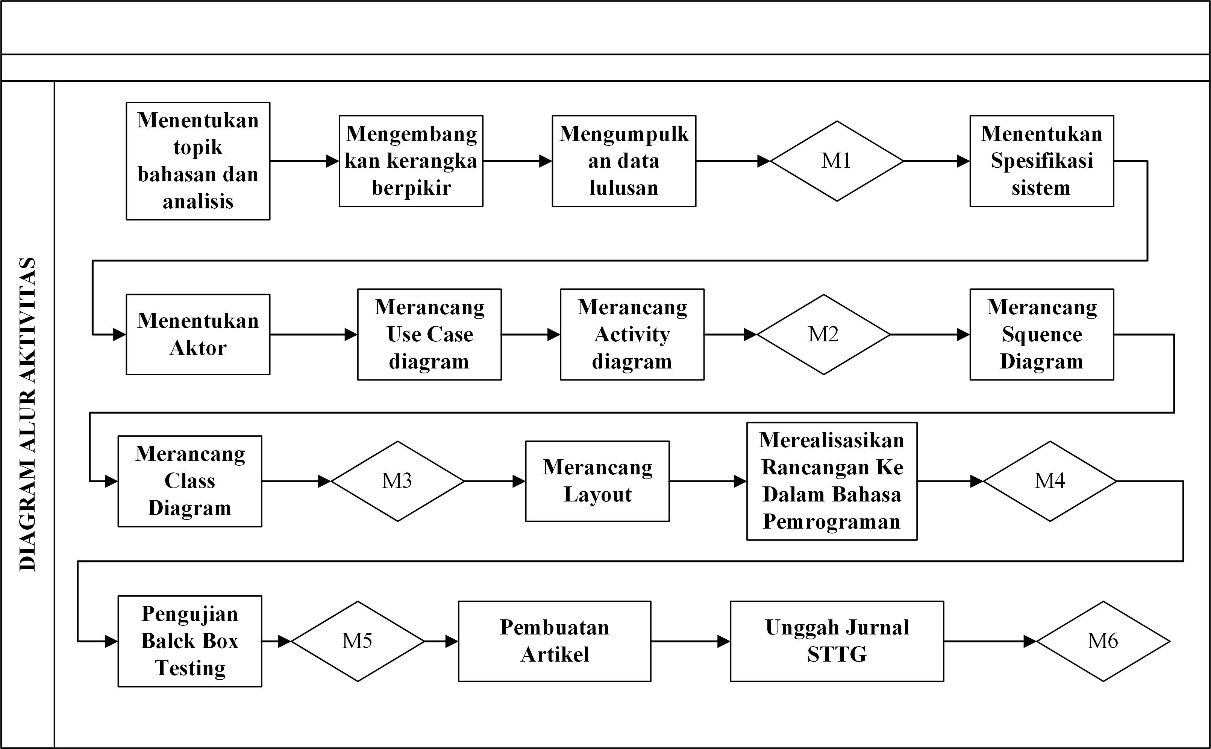 DIAGRAM ALUR AKTIVITAS
Menentukan
topik
bahasan dan
analisis
Mengembang
kan kerangka
berpikir
Mengumpulk
an data
lulusan
M1
Menentukan
Spesifikasi
sistem
Menentukan
Aktor
Merancang
Use Case
diagram
Merancang
Activity
diagram
M2
Merancang
Squence
Diagram
Merancang
Class
Diagram
M3
Merancang
Layout
Merealisasikan
Rancangan Ke
Dalam Bahasa
Pemrograman
M4
Pengujian
Balck Box
Testing
M5
Pembuatan
Artikel
Unggah Jurnal
STTG
M6